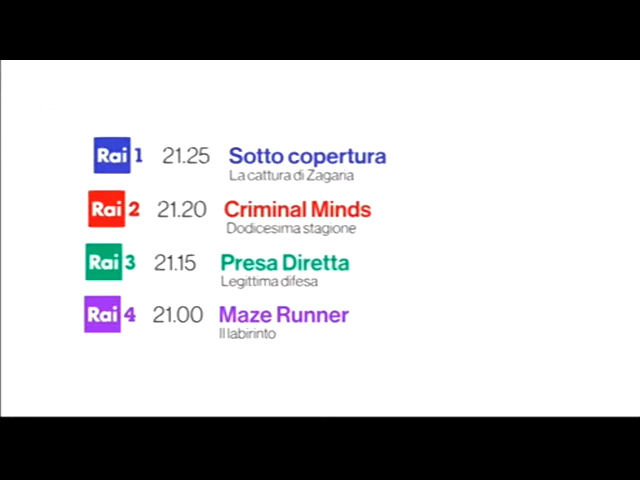 Rai 1 21.25 Sotto copertura
La cattura di Zagaria
Rai 2 21.20 Criminal Minds
Dodicesima stagione
Rai 3 21.15 Presa Diretta
Legittima difesa
Rai 4 21.00 Maze Runner
Il labirinto